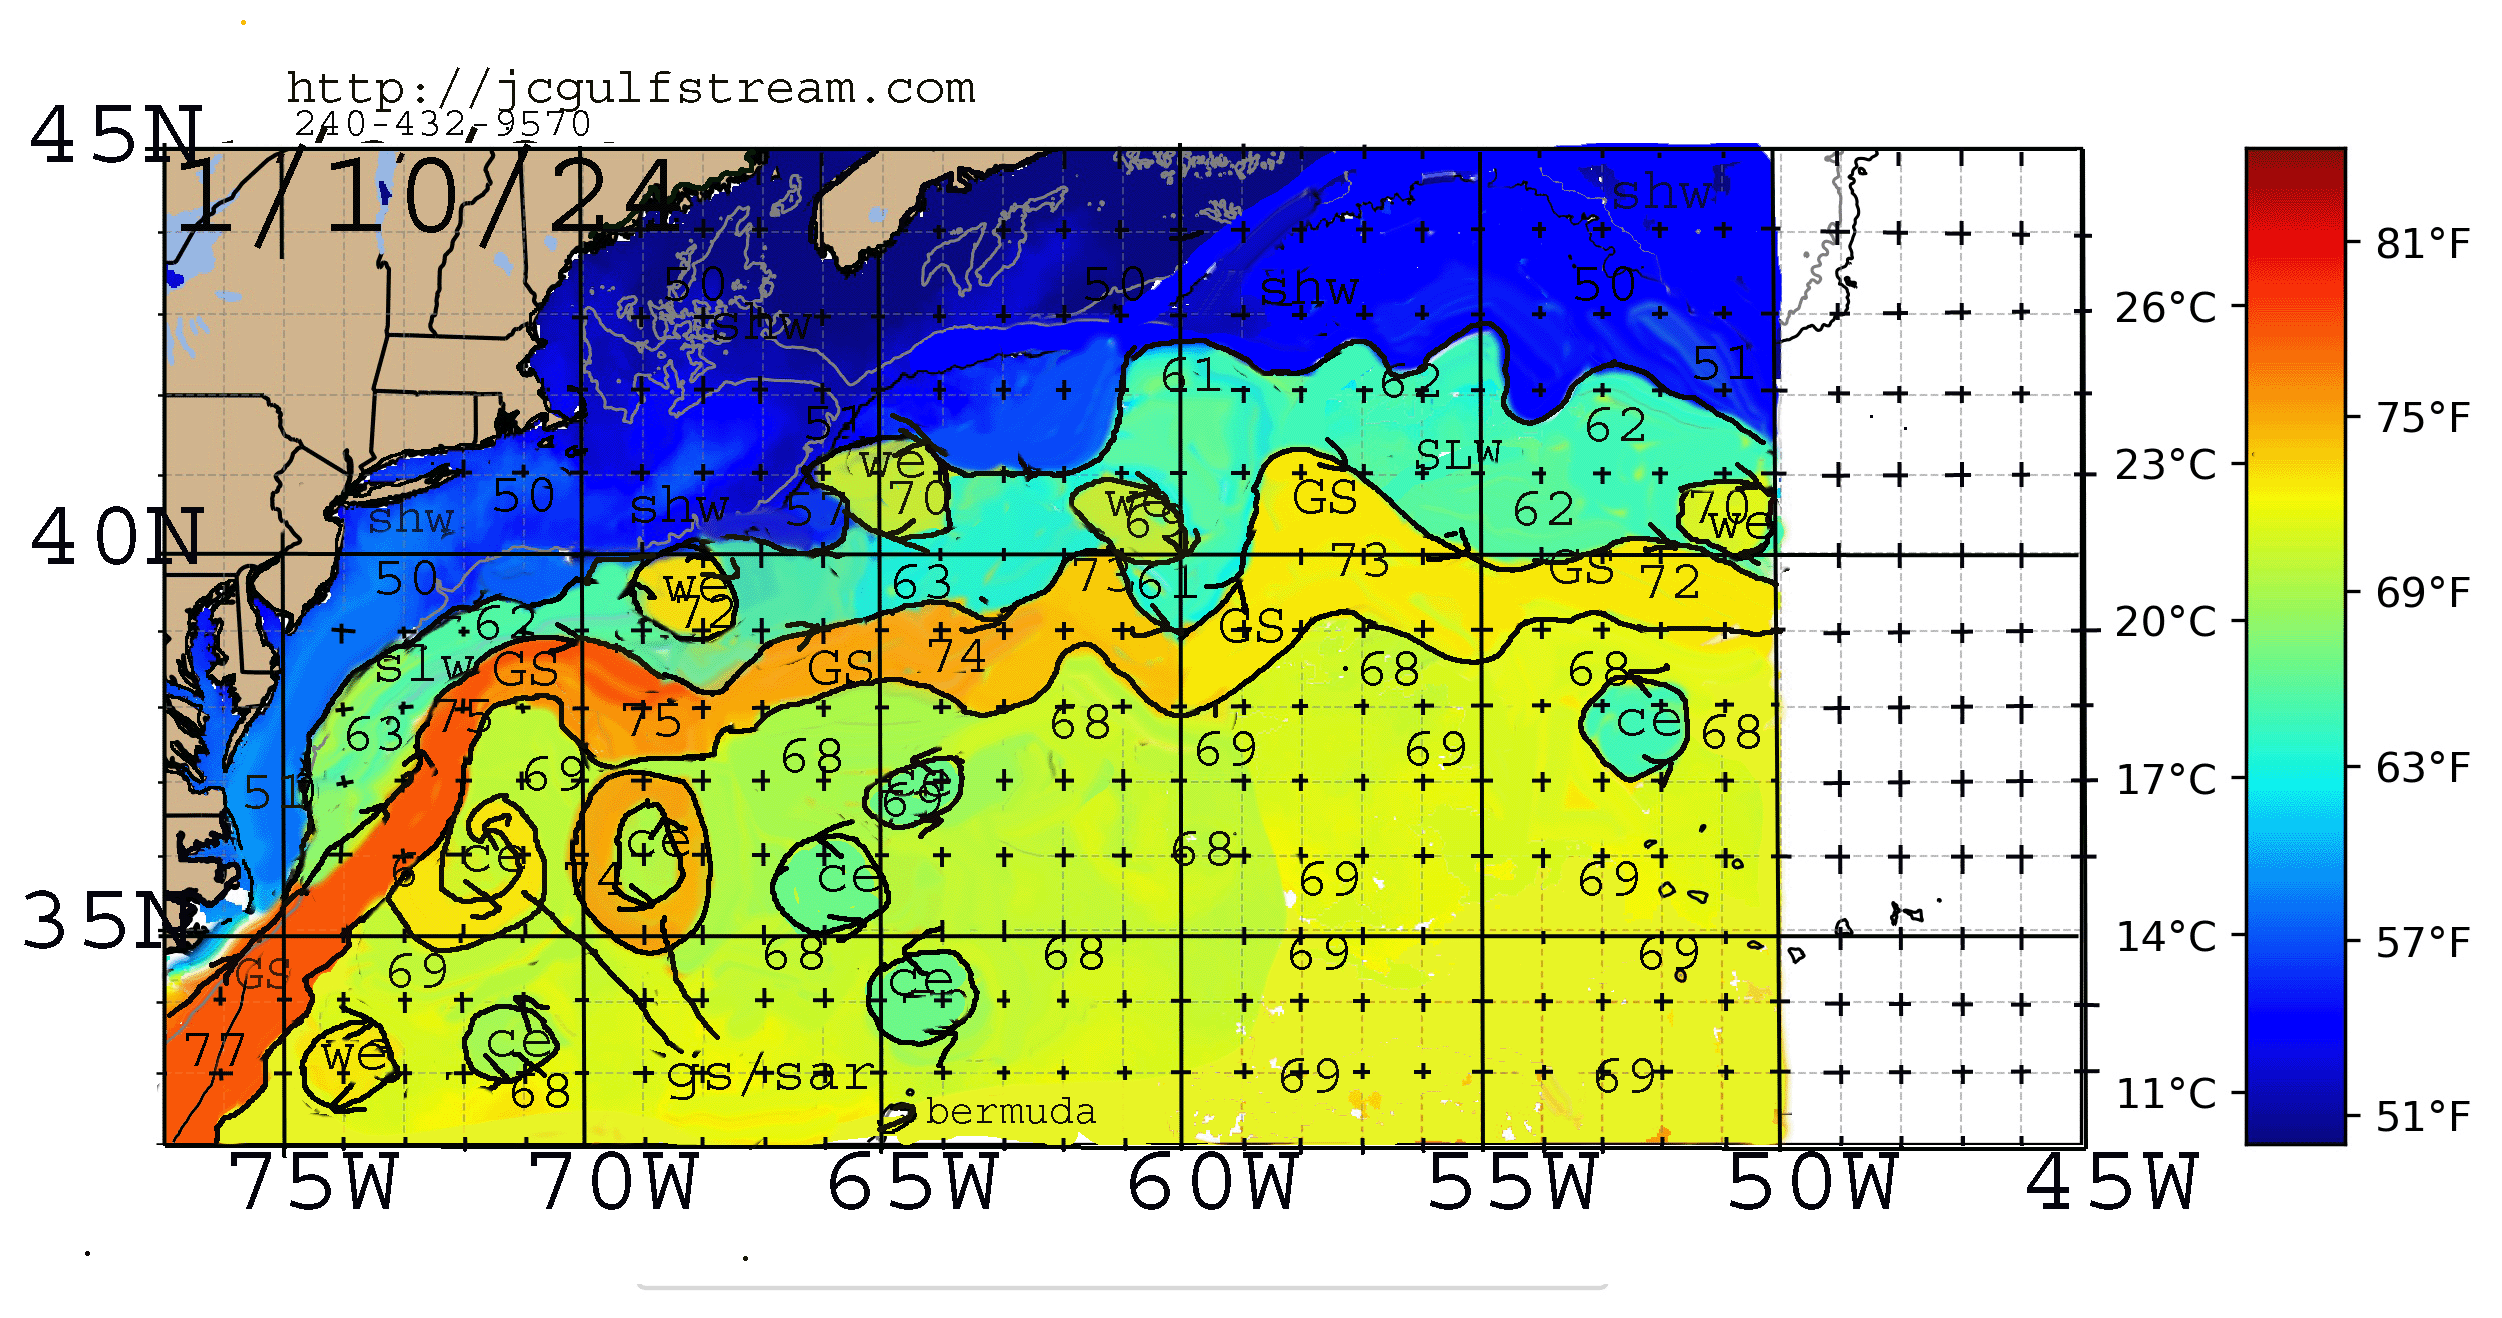 http://jcgulfstream.com
240-432-9570
45N
1/10/24
shw
81°F
50
50
shw
50
26°C
shw
61
62
51
75°F
62
we
SLW
23°C
50
70
we
GS
62
70
shw
shw
57
we
40N
50
we
72
63
73
61
73
GS
72
69°F
62
GS
20°C
slw
GS
GS
74
68
68
63
75
75
68
69
69
ce
68
63°F
51
69
68
ce
17°C
ce
ce
74
ce
68
69
69
35N
GS
69
68
ce
68
69
69
14°C
57°F
77
we
ce
68
gs/sar
69
69
11°C
51°F
bermuda
75W
70W
65W
60W
55W
50W
45W